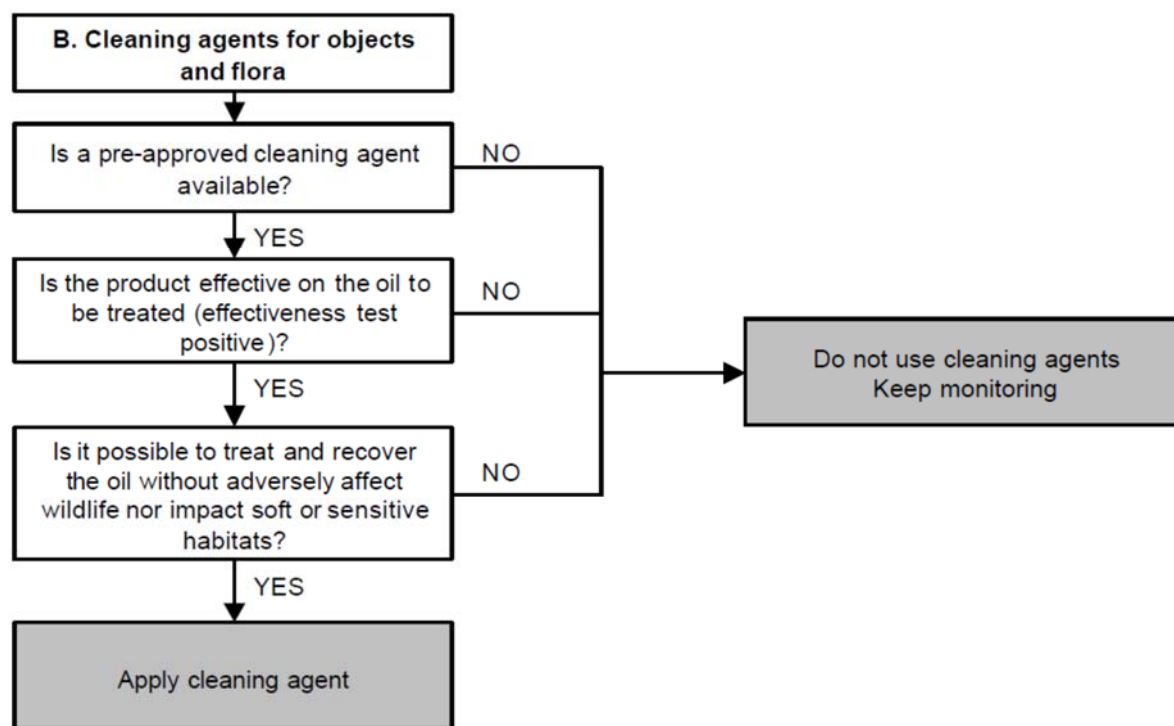 B. Cleaning agents for objects
and flora
Is a pre-approved cleaning agent
available?
NO
YES
Is the product effective on the oil to
be treated (effectiveness test
positive)?
NO
YES
Is it possible to treat and recover
the oil without adversely affect
wildlife nor impact soft or sensitive
habitats?
NO
YES
Apply cleaning agent
Do not use cleaning agents
Keep monitoring